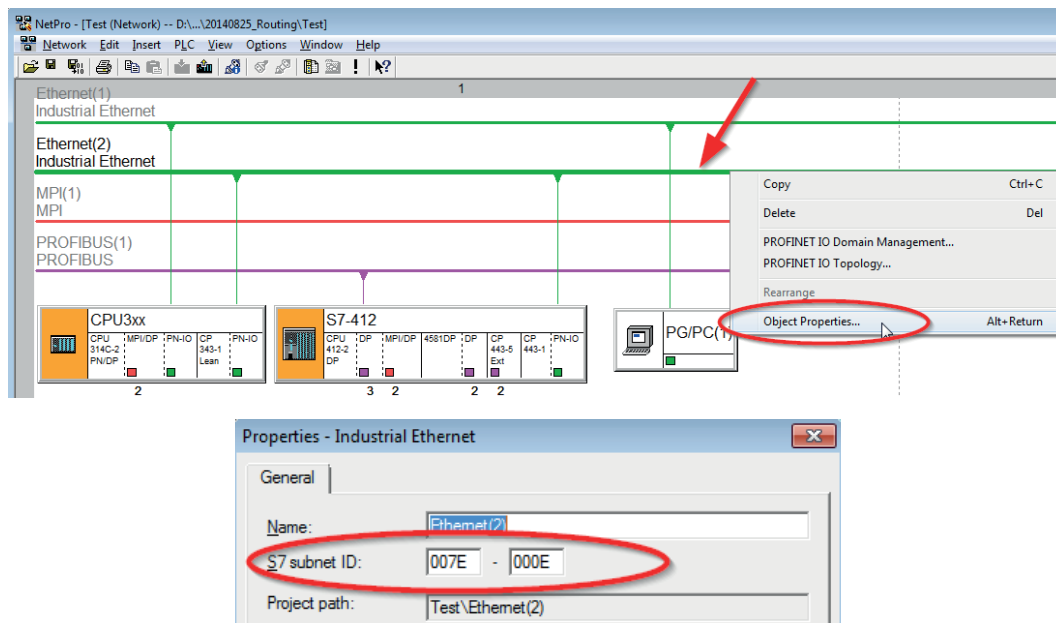 NetPro - [Test (Network) -- D:\...\20140825_Routing\Test]
Network Edit Insert PLC View Options Window Help
1
Ethernet(1)
Industrial Ethernet
Ethernet(2)
Industrial Ethernet
MPI(1)
MPI
PROFIBUS(1)
PROFIBUS
Copy Ctrl+C
Delete Del
PROFINET IO Domain Management...
PROFINET IO Topology...
Rearrange
Object Properties... Alt+Return
CPU3xx
CPU 314C-2 PN/DP
MPI/DP
PN-IO
CP 343-1 Lean
PN-IO
2
S7-412
CPU 412-2 DP
DP
MPI/DP
4581DP
DP
CP 443-5 Ext
CP 443-1
PN-IO
3 2 2 2
PG/PC(1)
Properties - Industrial Ethernet
General
Name: Ethernet(2)
S7 subnet ID: 007E - 000E
Project path: Test\Ethernet(2)